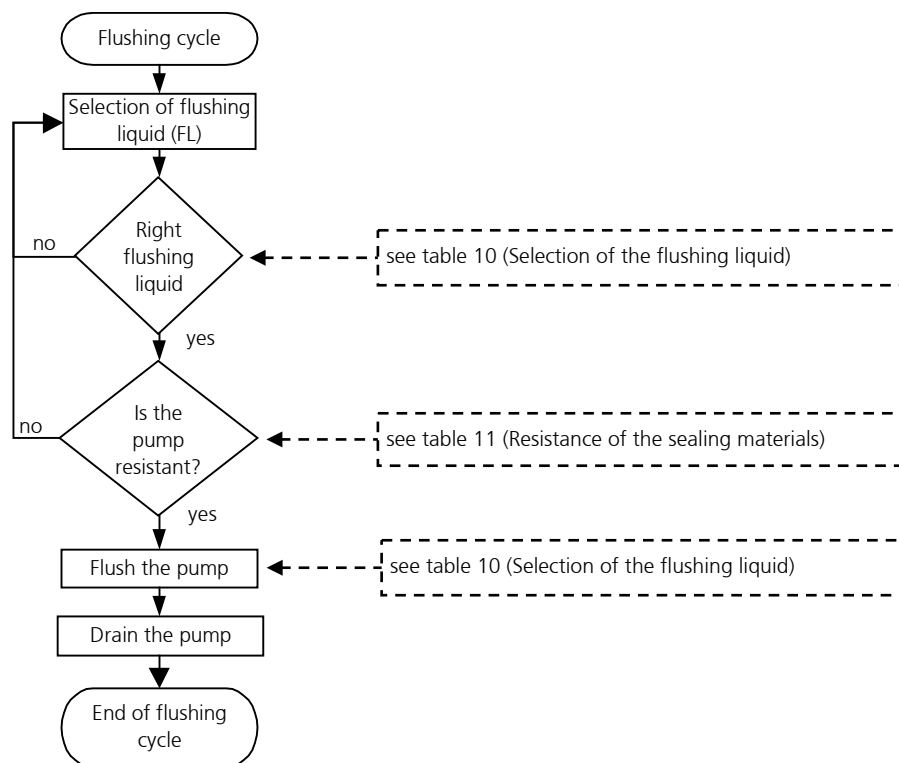 Flushing cycle
Selection of flushing
liquid (FL)
Right
flushing
liquid
no
see table 10 (Selection of the flushing liquid)
yes
Is the
pump
resistant?
no
see table 11 (Resistance of the sealing materials)
yes
Flush the pump
see table 10 (Selection of the flushing liquid)
Drain the pump
End of flushing
cycle